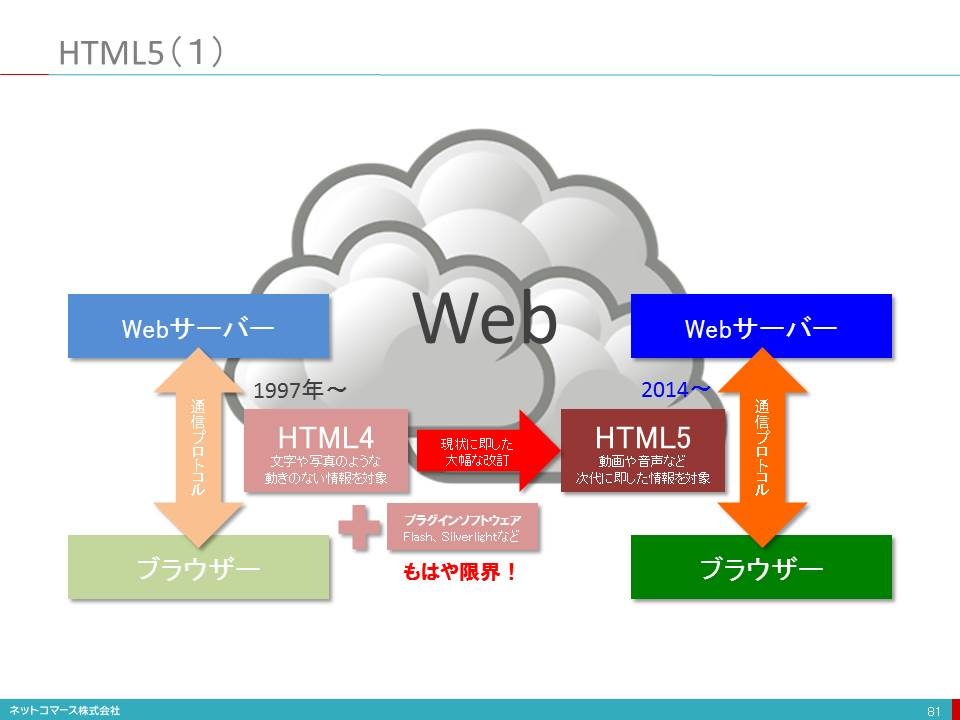 HTML5（１）
Web
Webサーバー
Webサーバー
1997年～
2014～
通信プロトコル
HTML4
文字や写真のような
動きのない情報を対象
現状に即した
大幅な改訂
HTML5
動画や音声など
次代に即した情報を対象
通信プロトコル
プラグインソフトウェア
Flash、Silverlightなど
もはや限界！
ブラウザー
ブラウザー
ネットコマース株式会社
81